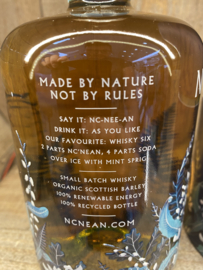 MADE BY NATURE
NOT BY RULES
SAY IT: NC-NEE-AN
DRINK IT: AS YOU LIKE
OUR FAVOURITE: WHISKY SIX
2 PARTS NC'NEAN, 4 PARTS SODA
OVER ICE WITH MINT SPRIG
SMALL BATCH WHISKY
ORGANIC SCOTTISH BARLEY
100% RENEWABLE ENERGY
100% RECYCLED BOTTLE
NCNEAN.COM
N